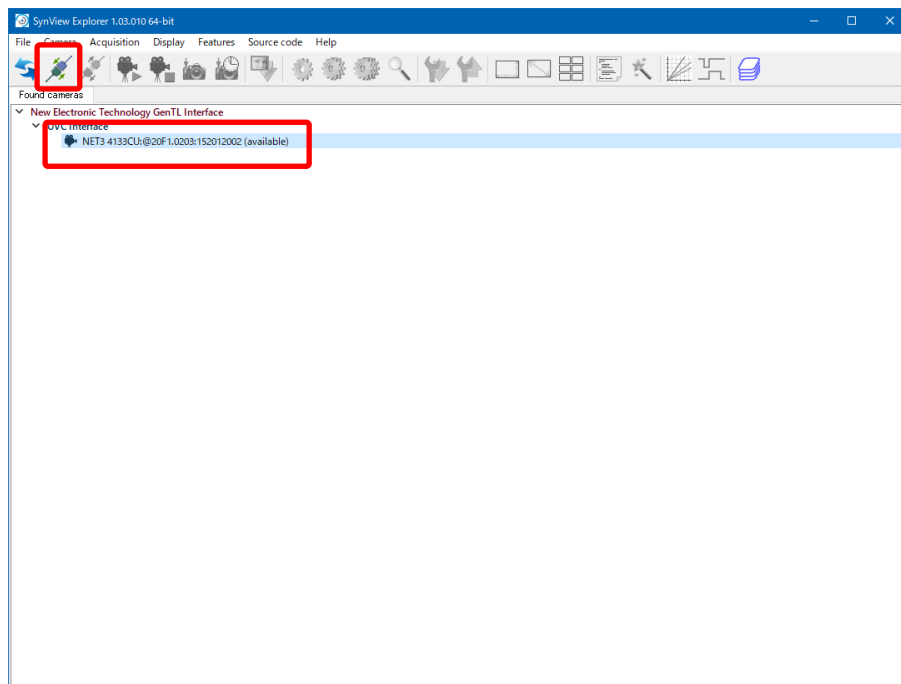 SynView Explorer 1.03.010 64-bit
File Camera Acquisition Display Features Source code Help
Found cameras
New Electronic Technology GenTL Interface
UVC Interface
NET3 4133CU:@20F1.0203:152012002 (available)